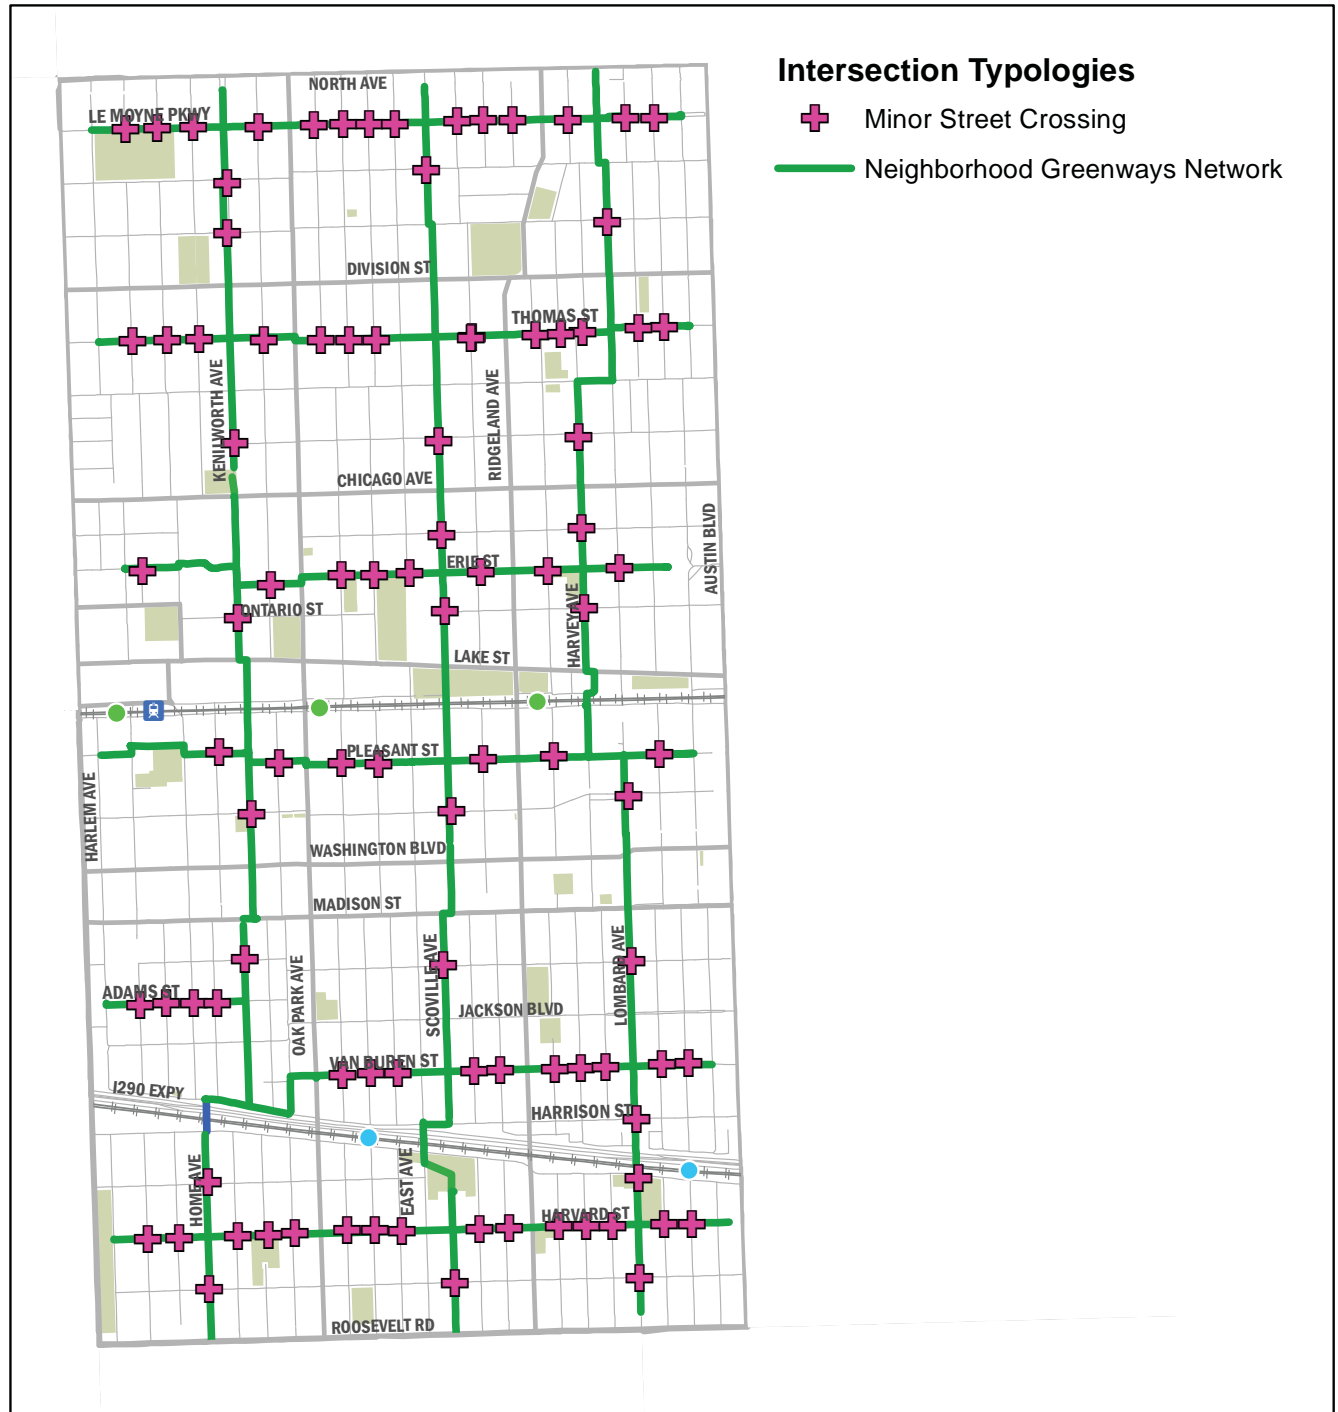 Intersection Typologies
Minor Street Crossing
Neighborhood Greenways Network
NORTH AVE
LE MOYNE PKWY
DIVISION ST
THOMAS ST
KENILWORTH AVE
RIDGELAND AVE
CHICAGO AVE
AUSTIN BLVD
ERIE ST
ONTARIO ST
HARVEY AVE
LAKE ST
PLEASANT ST
HARLEM AVE
WASHINGTON BLVD
MADISON ST
SCOVILLE AVE
LOMBARD AVE
OAK PARK AVE
ADAMS ST
JACKSON BLVD
VAN BUREN ST
I290 EXPY
HARRISON ST
HOME AVE
EAST AVE
HARVARD ST
ROOSEVELT RD